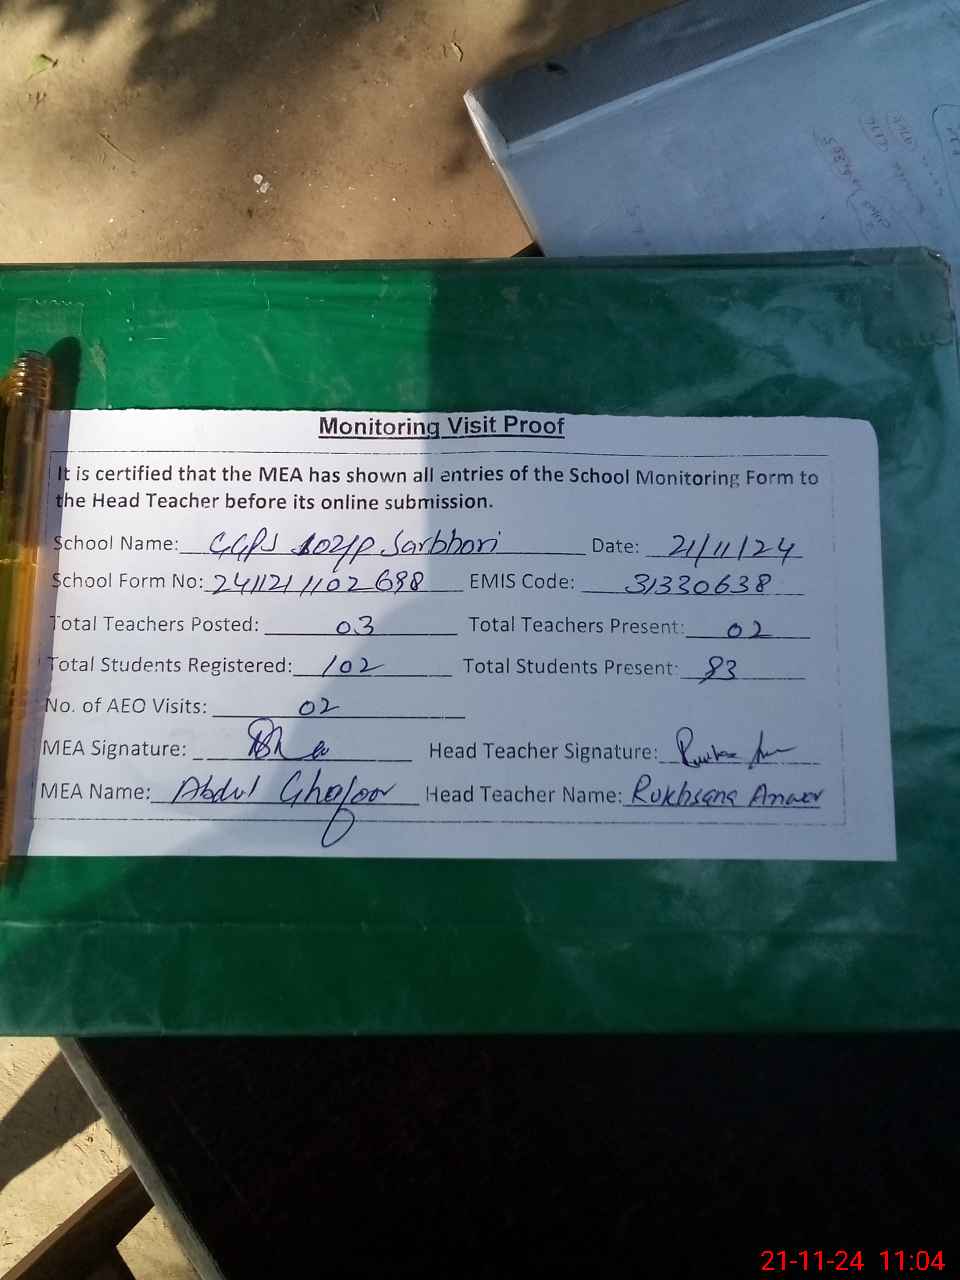 Monitoring Visit Proof
It is certified that the MEA has shown all entries of the School Monitoring Form to
the Head Teacher before its online submission.
School Name: GGPS 102/P Sarbhori Date: 21/11/24
School Form No: 241121 1102698 EMIS Code: 31330638
Total Teachers Posted: 03 Total Teachers Present: 02
Total Students Registered: 102 Total Students Present: 83
No. of AEO Visits: 02
MEA Signature: Head Teacher Signature:
MEA Name: Abdul Ghafoor Head Teacher Name: Rukhsana Anwer
21-11-24 11:04